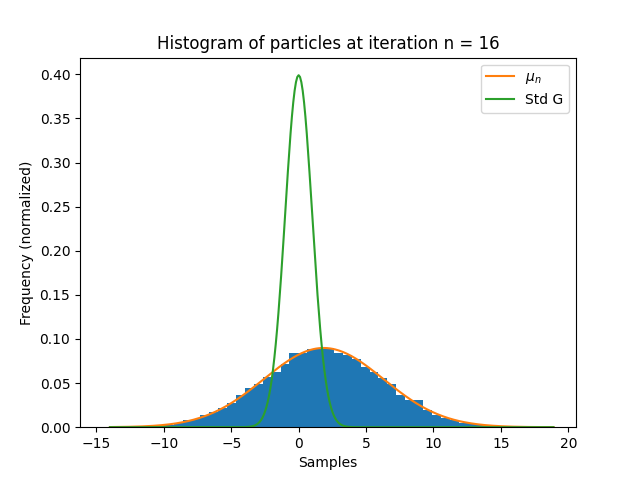 Histogram of particles at iteration n = 16
μn
Std G
Frequency (normalized)
0.40
0.35
0.30
0.25
0.20
0.15
0.10
0.05
0.00
−15 −10 −5 0 5 10 15 20
Samples